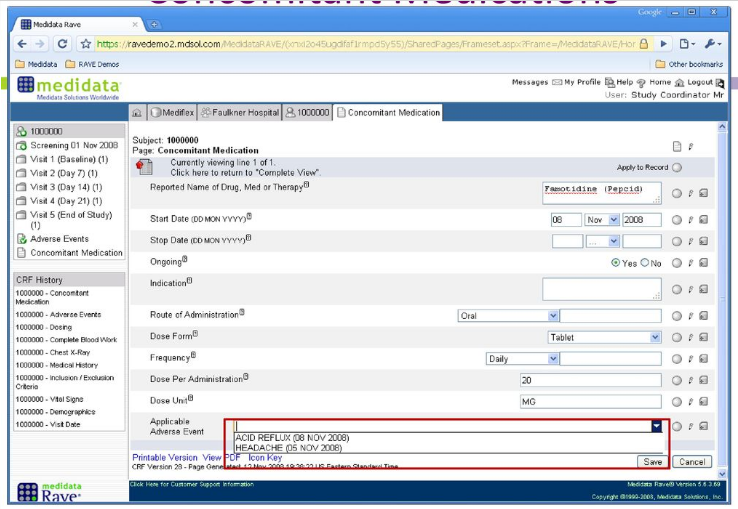 Concomitant Medications
Google
Medidata Rave
https://ravedemo2.mdsol.com/MedidataRAVE/
SharedPages/Frameset.aspx?Frame=/MedidataRAVE/Hor
Medidata RAVE Demos Other bookmarks
medidata
Medidata Solutions Worldwide
Messages My Profile Help Home Logout
User: Study Coordinator Mr
Mediflex Faulkner Hospital 1000000 Concomitant Medication
1000000
Screening 01 Nov 2008
Visit 1 (Baseline) (1)
Visit 2 (Day 7) (1)
Visit 3 (Day 14) (1)
Visit 4 (Day 21) (1)
Visit 5 (End of Study)
(1)
Adverse Events
Concomitant Medication
CRF History
1000000 - Concomitant
Medication
1000000 - Adverse Events
1000000 - Dosing
1000000 - Complete Blood Work
1000000 - Chest X-Ray
1000000 - Medical History
1000000 - Inclusion / Exclusion
Criteria
1000000 - Vital Signs
1000000 - Demographics
1000000 - Visit Date
Subject: 1000000
Page: Concomitant Medication
Currently viewing line 1 of 1.
Click here to return to "Complete View".
Apply to Record
Reported Name of Drug, Med or Therapy
Famotidine (Pepcid)
Start Date (DD MON YYYY)
08 Nov 2008
Stop Date (DD MON YYYY)
...
Ongoing
Yes No
Indication
Route of Administration
Oral
Dose Form
Tablet
Frequency
Daily
Dose Per Administration
20
Dose Unit
MG
Applicable
Adverse Event
ACID REFLUX (08 NOV 2008)
HEADACHE (05 NOV 2008)
Printable Version View PDF Icon Key
CRF Version 28 - Page Generated: 12 Nov 2008 19:38:22 US Eastern Standard Time
Save Cancel
medidata
Rave
Click Here for Customer Support Information
Medidata Rave® Version 5.6.3.69
Copyright ©1999-2008, Medidata Solutions, Inc.